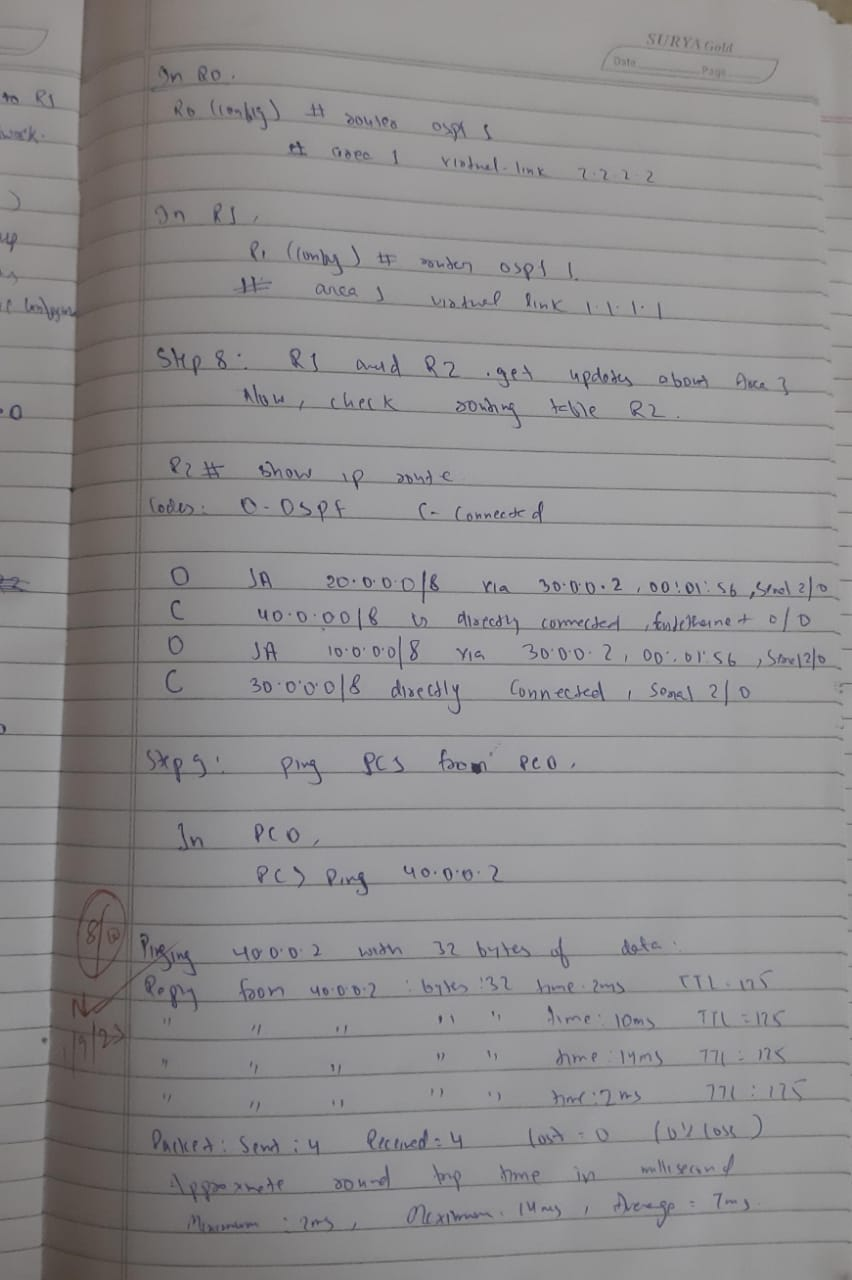 SURYA Gold
Date
Page
to R1
work.
In R0,
R0 (config) # router ospf 1
# area 1 virtual-link 2.2.2.2
)
up
In R1,
R1 (config) # router ospf 1
# area 1 virtual link 1.1.1.1
Step 8: R1 and R2 get updates about Area 3
Now, check routing table R2.
.0
R2 # show ip route
Codes: O-OSPF C-Connected
O IA 20.0.0.0/8 via 30.0.0.2, 00:01:56, Serial 2/0
C 40.0.0.0/8 is directly connected, 0/0
O IA 10.0.0.0/8 via 30.0.0.2, 00:01:56, Serial 2/0
C 30.0.0.0/8 directly connected, Serial 2/0
Step 9: Ping PC1 from PC0,
In PC0,
PC> Ping 40.0.0.2
8/10
Pinging 40.0.0.2 with 32 bytes of data:
Reply from 40.0.0.2: bytes:32 time:2ms TTL=125
" " " " " time:10ms TTL=125
" " " " " time:14ms TTL:125
" " " " " time:2ms TTL:125
Packet: Sent:4 Received=4 Lost=0 (0% loss)
Approximate round trip time in millisecond
Minimum:2ms, Maximum:14ms, Average=7ms.